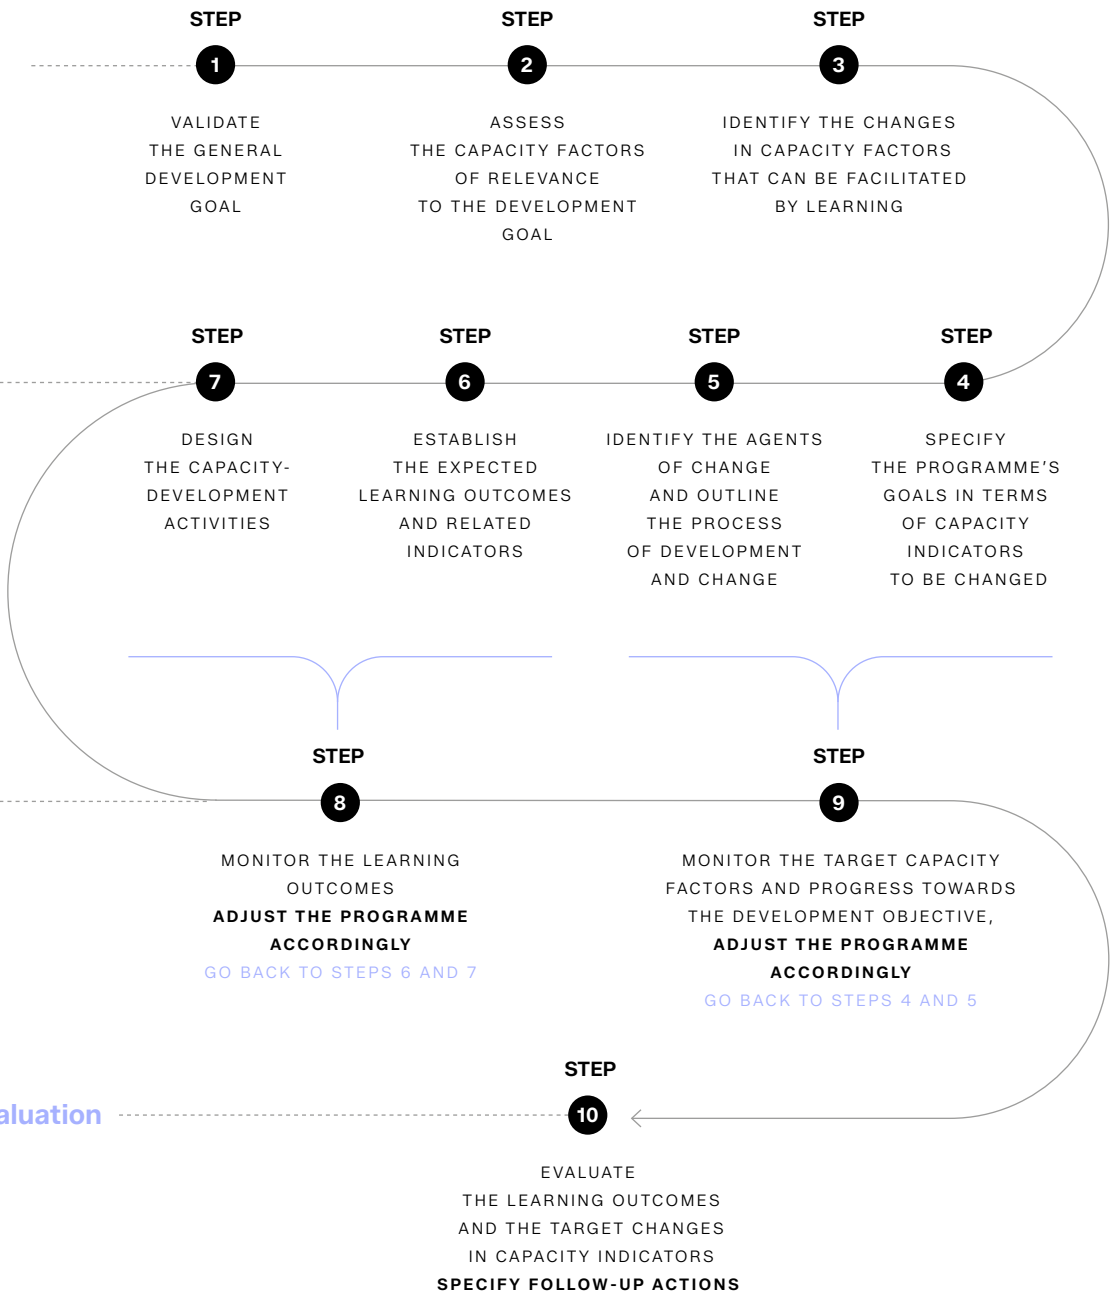 STEP
1
VALIDATE
THE GENERAL
DEVELOPMENT
GOAL
STEP
2
ASSESS
THE CAPACITY FACTORS
OF RELEVANCE
TO THE DEVELOPMENT
GOAL
STEP
3
IDENTIFY THE CHANGES
IN CAPACITY FACTORS
THAT CAN BE FACILITATED
BY LEARNING
STEP
4
SPECIFY
THE PROGRAMME’S
GOALS IN TERMS
OF CAPACITY
INDICATORS
TO BE CHANGED
STEP
5
IDENTIFY THE AGENTS
OF CHANGE
AND OUTLINE
THE PROCESS
OF DEVELOPMENT
AND CHANGE
STEP
6
ESTABLISH
THE EXPECTED
LEARNING OUTCOMES
AND RELATED
INDICATORS
STEP
7
DESIGN
THE CAPACITY-
DEVELOPMENT
ACTIVITIES
STEP
8
MONITOR THE LEARNING
OUTCOMES
ADJUST THE PROGRAMME
ACCORDINGLY
GO BACK TO STEPS 6 AND 7
STEP
9
MONITOR THE TARGET CAPACITY
FACTORS AND PROGRESS TOWARDS
THE DEVELOPMENT OBJECTIVE,
ADJUST THE PROGRAMME
ACCORDINGLY
GO BACK TO STEPS 4 AND 5
aluation
STEP
10
EVALUATE
THE LEARNING OUTCOMES
AND THE TARGET CHANGES
IN CAPACITY INDICATORS
SPECIFY FOLLOW-UP ACTIONS